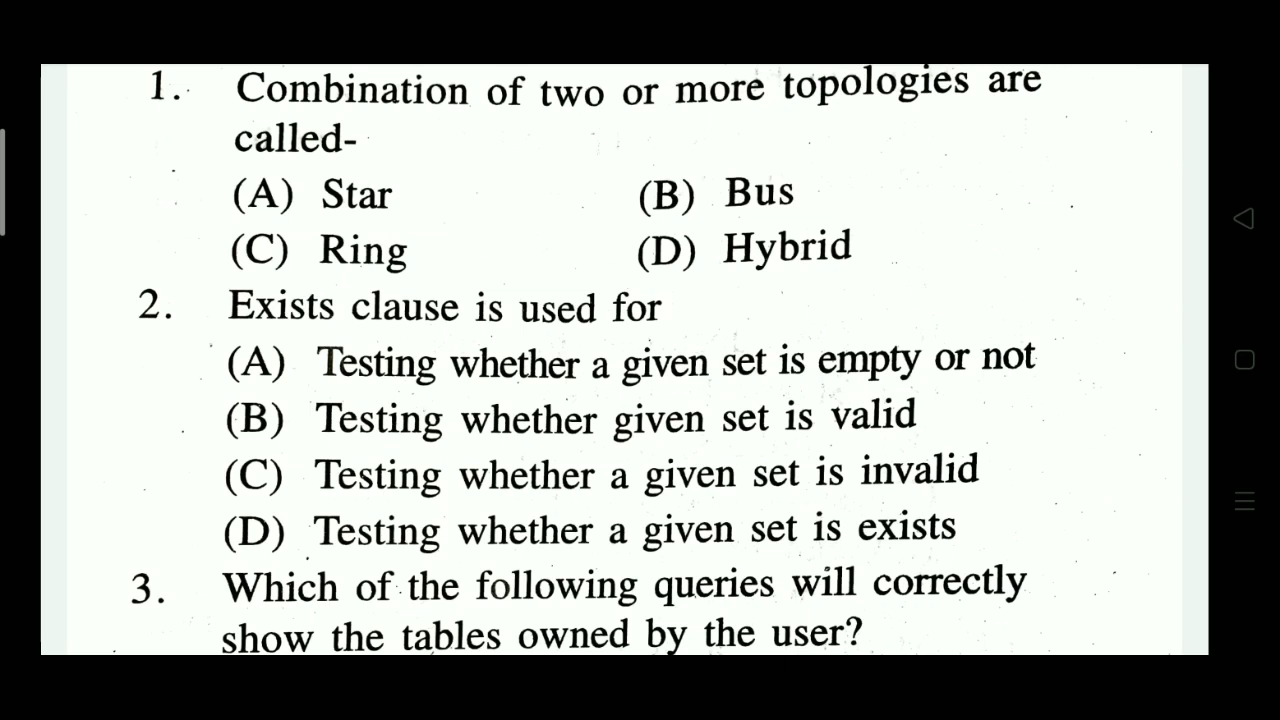 1. Combination of two or more topologies are
called-
(A) Star (B) Bus
(C) Ring (D) Hybrid
2. Exists clause is used for
(A) Testing whether a given set is empty or not
(B) Testing whether given set is valid
(C) Testing whether a given set is invalid
(D) Testing whether a given set is exists
3. Which of the following queries will correctly
show the tables owned by the user?